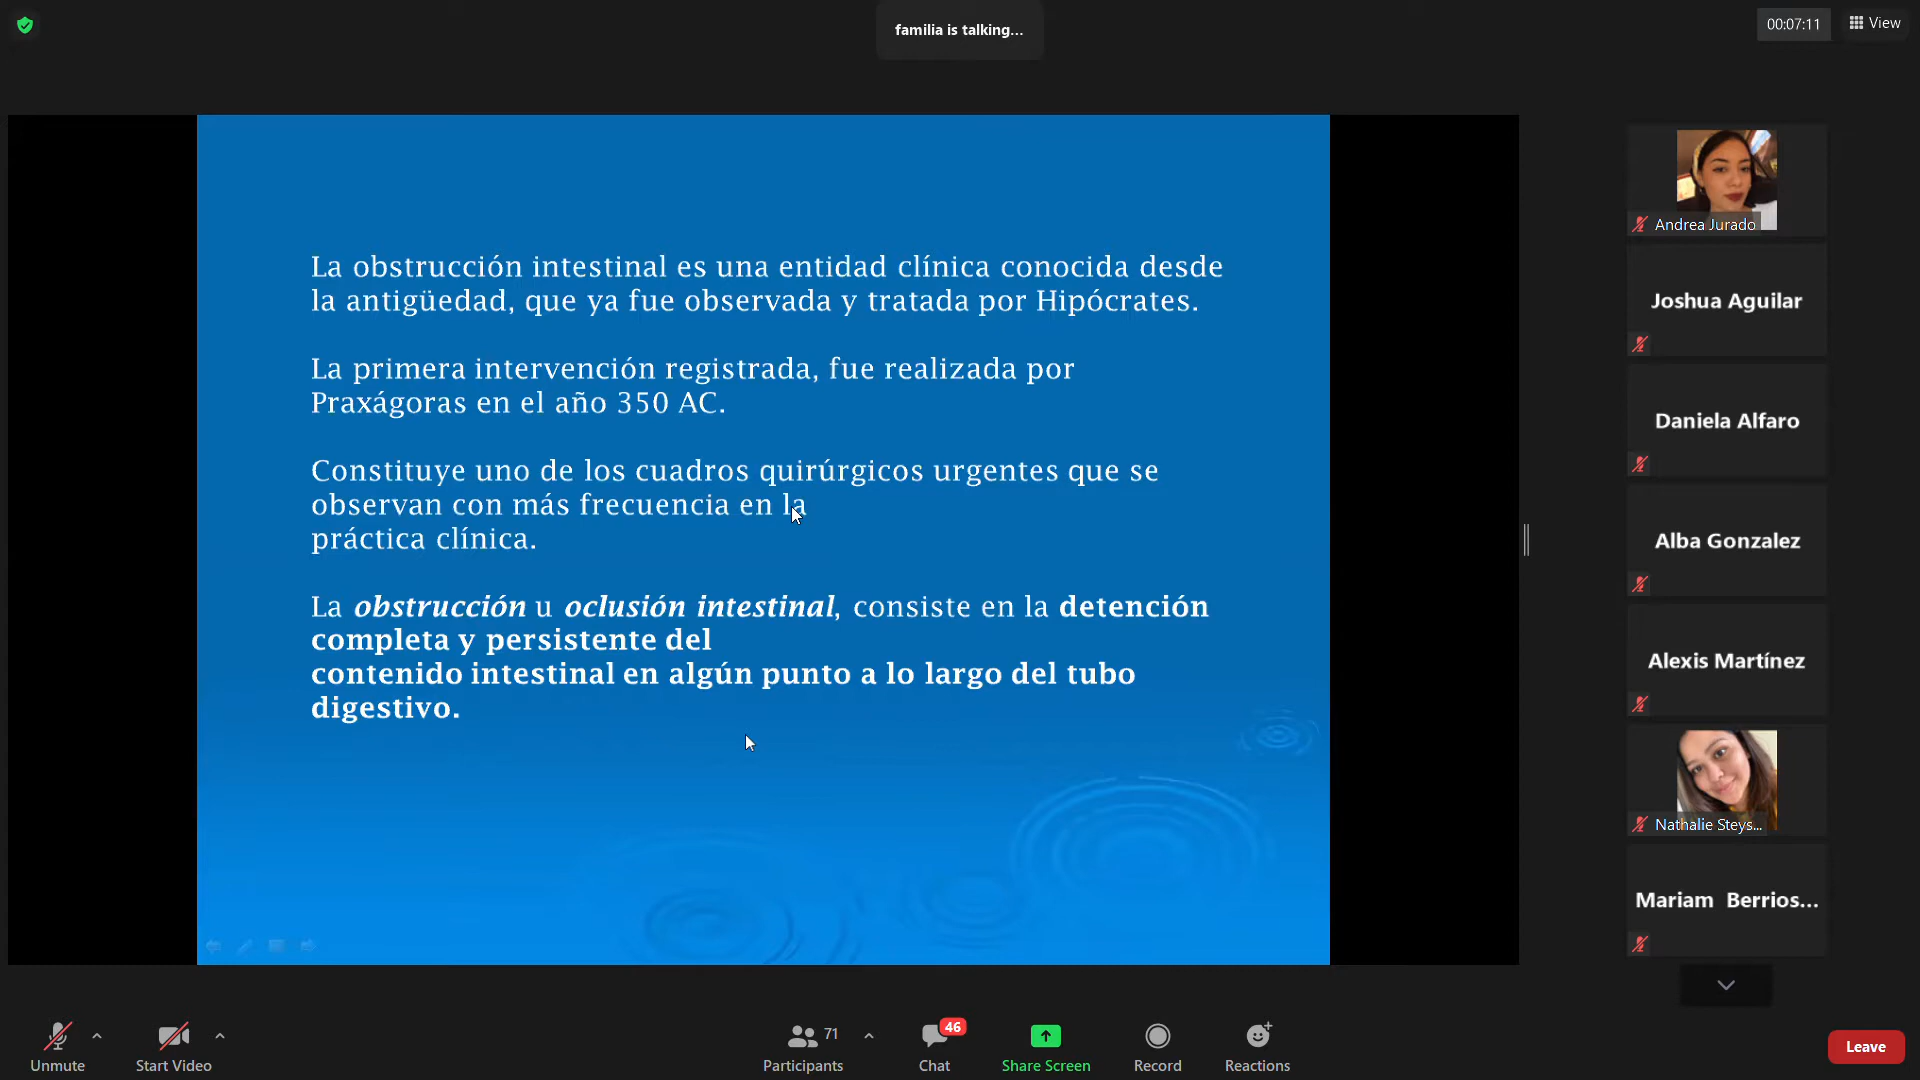 familia is talking...
00:07:11
View
La obstrucción intestinal es una entidad clínica conocida desde
la antigüedad, que ya fue observada y tratada por Hipócrates.
La primera intervención registrada, fue realizada por
Praxágoras en el año 350 AC.
Constituye uno de los cuadros quirúrgicos urgentes que se
observan con más frecuencia en la
práctica clínica.
La obstrucción u oclusión intestinal, consiste en la detención
completa y persistente del
contenido intestinal en algún punto a lo largo del tubo
digestivo.
Andrea Jurado
Joshua Aguilar
Daniela Alfaro
Alba Gonzalez
Alexis Martínez
Nathalie Steys...
Mariam Berrios...
Unmute
Start Video
71
Participants
46
Chat
Share Screen
Record
Reactions
Leave